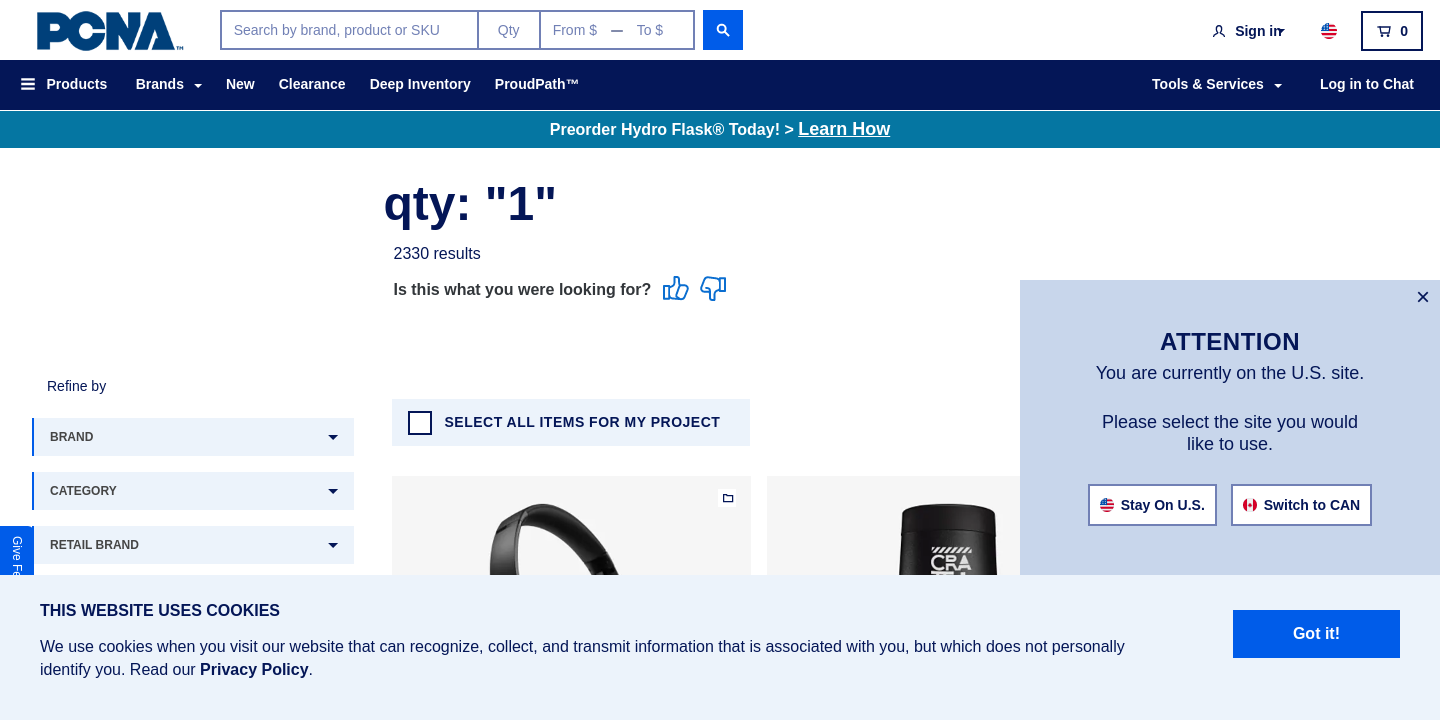 PCNA™
Search by brand, product or SKU
Qty
From $ — To $
Sign in
0
Products
Brands
New
Clearance
Deep Inventory
ProudPath™
Tools & Services
Log in to Chat
Preorder Hydro Flask® Today! > Learn How
qty: "1"
2330 results
Is this what you were looking for?
Refine by
BRAND
CATEGORY
RETAIL BRAND
SELECT ALL ITEMS FOR MY PROJECT
CRA
ATTENTION
You are currently on the U.S. site.
Please select the site you would
like to use.
Stay On U.S.
Switch to CAN
Give Fe
THIS WEBSITE USES COOKIES
We use cookies when you visit our website that can recognize, collect, and transmit information that is associated with you, but which does not personally
identify you. Read our Privacy Policy.
Got it!